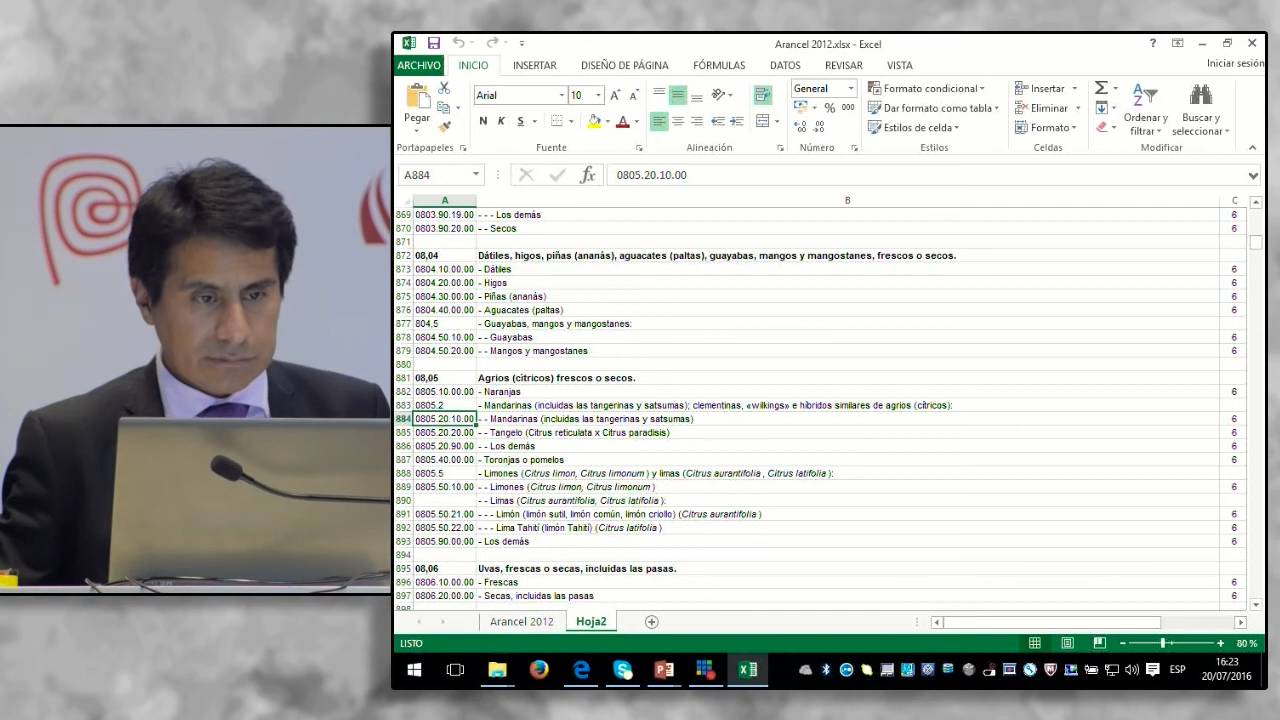 Arancel 2012.xlsx - Excel
?
ARCHIVO INICIO INSERTAR DISEÑO DE PÁGINA FÓRMULAS DATOS REVISAR VISTA Iniciar sesión
Pegar
Portapapeles
Arial 10
N K S
Fuente
Alineación
General
% 000
Número
Formato condicional
Dar formato como tabla
Estilos de celda
Estilos
Insertar
Eliminar
Formato
Celdas
Ordenar y filtrar
Buscar y seleccionar
Modificar
A884 fx 0805.20.10.00
A B C
869 0803.90.19.00 - - - Los demás 6
870 0803.90.20.00 - - Secos 6
871
872 08,04 Dátiles, higos, piñas (ananás), aguacates (paltas), guayabas, mangos y mangostanes, frescos o secos.
873 0804.10.00.00 - Dátiles 6
874 0804.20.00.00 - Higos 6
875 0804.30.00.00 - Piñas (ananás) 6
876 0804.40.00.00 - Aguacates (paltas) 6
877 804,5 - Guayabas, mangos y mangostanes:
878 0804.50.10.00 - - Guayabas 6
879 0804.50.20.00 - - Mangos y mangostanes 6
880
881 08,05 Agrios (cítricos) frescos o secos.
882 0805.10.00.00 - Naranjas 6
883 0805.2 - Mandarinas (incluidas las tangerinas y satsumas); clementinas, «wilkings» e híbridos similares de agrios (cítricos):
884 0805.20.10.00 - - Mandarinas (incluidas las tangerinas y satsumas) 6
885 0805.20.20.00 - - Tangelo (Citrus reticulata x Citrus paradisis) 6
886 0805.20.90.00 - - Los demás 6
887 0805.40.00.00 - Toronjas o pomelos 6
888 0805.5 - Limones (Citrus limon, Citrus limonum ) y limas (Citrus aurantifolia , Citrus latifolia ):
889 0805.50.10.00 - - Limones (Citrus limon, Citrus limonum ) 6
890 - - Limas (Citrus aurantifolia, Citrus latifolia ):
891 0805.50.21.00 - - - Limón (limón sutil, limón común, limón criollo) (Citrus aurantifolia ) 6
892 0805.50.22.00 - - - Lima Tahití (limón Tahití) (Citrus latifolia ) 6
893 0805.90.00.00 - Los demás 6
894
895 08,06 Uvas, frescas o secas, incluidas las pasas.
896 0806.10.00.00 - Frescas 6
897 0806.20.00.00 - Secas, incluidas las pasas 6
898
Arancel 2012 Hoja2
LISTO 80 %
ESP 16:23
20/07/2016